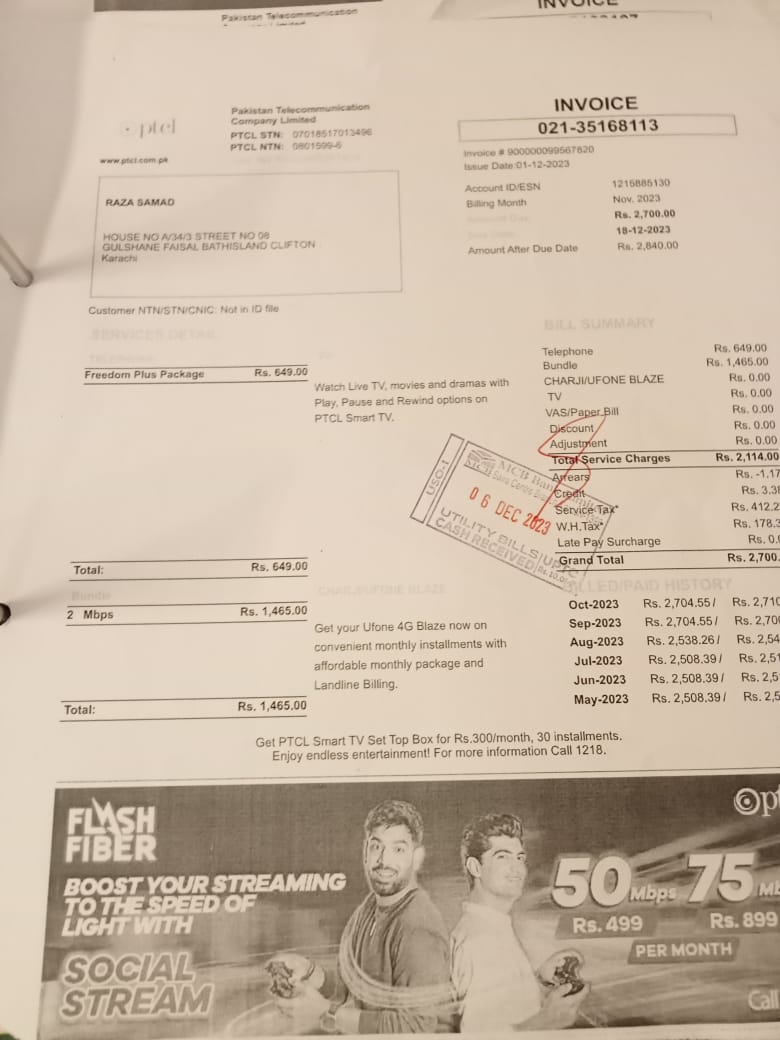 INVOICE
Pakistan Telecommunication
ptcl
www.ptcl.com.pk
Pakistan Telecommunication
Company Limited
PTCL STN: 07018517013496
PTCL NTN: 0801599-6
INVOICE
021-35168113
Invoice # 900000099567820
Issue Date:01-12-2023
Account ID/ESN 1215885130
Billing Month Nov, 2023
Rs. 2,700.00
18-12-2023
Amount After Due Date Rs. 2,840.00
RAZA SAMAD
HOUSE NO A/34/3 STREET NO 08
GULSHANE FAISAL BATHISLAND CLIFTON
Karachi
Customer NTN/STN/CNIC: Not in ID file
SERVICES DETAIL
Freedom Plus Package Rs. 649.00
Watch Live TV, movies and dramas with
Play, Pause and Rewind options on
PTCL Smart TV.
Total: Rs. 649.00
Bundle
2 Mbps Rs. 1,465.00
Total: Rs. 1,465.00
CHARJI/UFONE BLAZE
Get your Ufone 4G Blaze now on
convenient monthly installments with
affordable monthly package and
Landline Billing.
BILL SUMMARY
Telephone Rs. 649.00
Bundle Rs. 1,465.00
CHARJI/UFONE BLAZE Rs. 0.00
TV Rs. 0.00
VAS/Paper Bill Rs. 0.00
Discount Rs. 0.00
Adjustment Rs. 0.00
Total Service Charges Rs. 2,114.00
Arrears Rs. -1,17
Credit Rs. 3,38
Service Tax* Rs. 412.2
W.H.Tax* Rs. 178.3
Late Pay Surcharge Rs. 0.0
Grand Total Rs. 2,700.
USO-1
MCB Bank Limited
06 DEC 2023
UTILITY BILLS/UPTC
CASH RECEIVED
BILLED/PAID HISTORY
Oct-2023 Rs. 2,704.55/ Rs. 2,710
Sep-2023 Rs. 2,704.55/ Rs. 2,70
Aug-2023 Rs. 2,538.26/ Rs. 2,54
Jul-2023 Rs. 2,508.39/ Rs. 2,51
Jun-2023 Rs. 2,508.39/ Rs. 2,5
May-2023 Rs. 2,508.39/ Rs. 2,5
Get PTCL Smart TV Set Top Box for Rs.300/month, 30 installments.
Enjoy endless entertainment! For more information Call 1218.
FLASH
FIBER
BOOST YOUR STREAMING
TO THE SPEED OF
LIGHT WITH
SOCIAL
STREAM
pt
50 Mbps 75 Mb
Rs. 499 Rs. 899
PER MONTH
Call